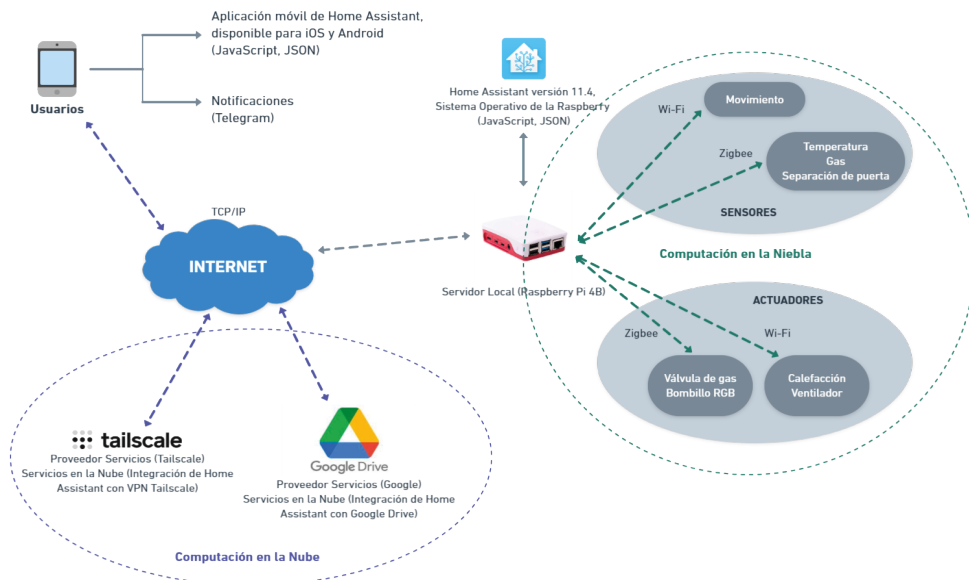 Aplicación móvil de Home Assistant,
disponible para iOS y Android
(JavaScript, JSON)
Usuarios
Notificaciones
(Telegram)
Home Assistant versión 11.4,
Sistema Operativo de la Raspberry
(JavaScript, JSON)
Wi-Fi
Movimiento
Zigbee
Temperatura
Gas
Separación de puerta
SENSORES
TCP/IP
INTERNET
Computación en la Niebla
Servidor Local (Raspberry Pi 4B)
ACTUADORES
Zigbee
Wi-Fi
Válvula de gas
Bombillo RGB
Calefacción
Ventilador
tailscale
Proveedor Servicios (Tailscale)
Servicios en la Nube (Integración de Home
Assistant con VPN Tailscale)
Google Drive
Proveedor Servicios (Google)
Servicios en la Nube (Integración de Home
Assistant con Google Drive)
Computación en la Nube